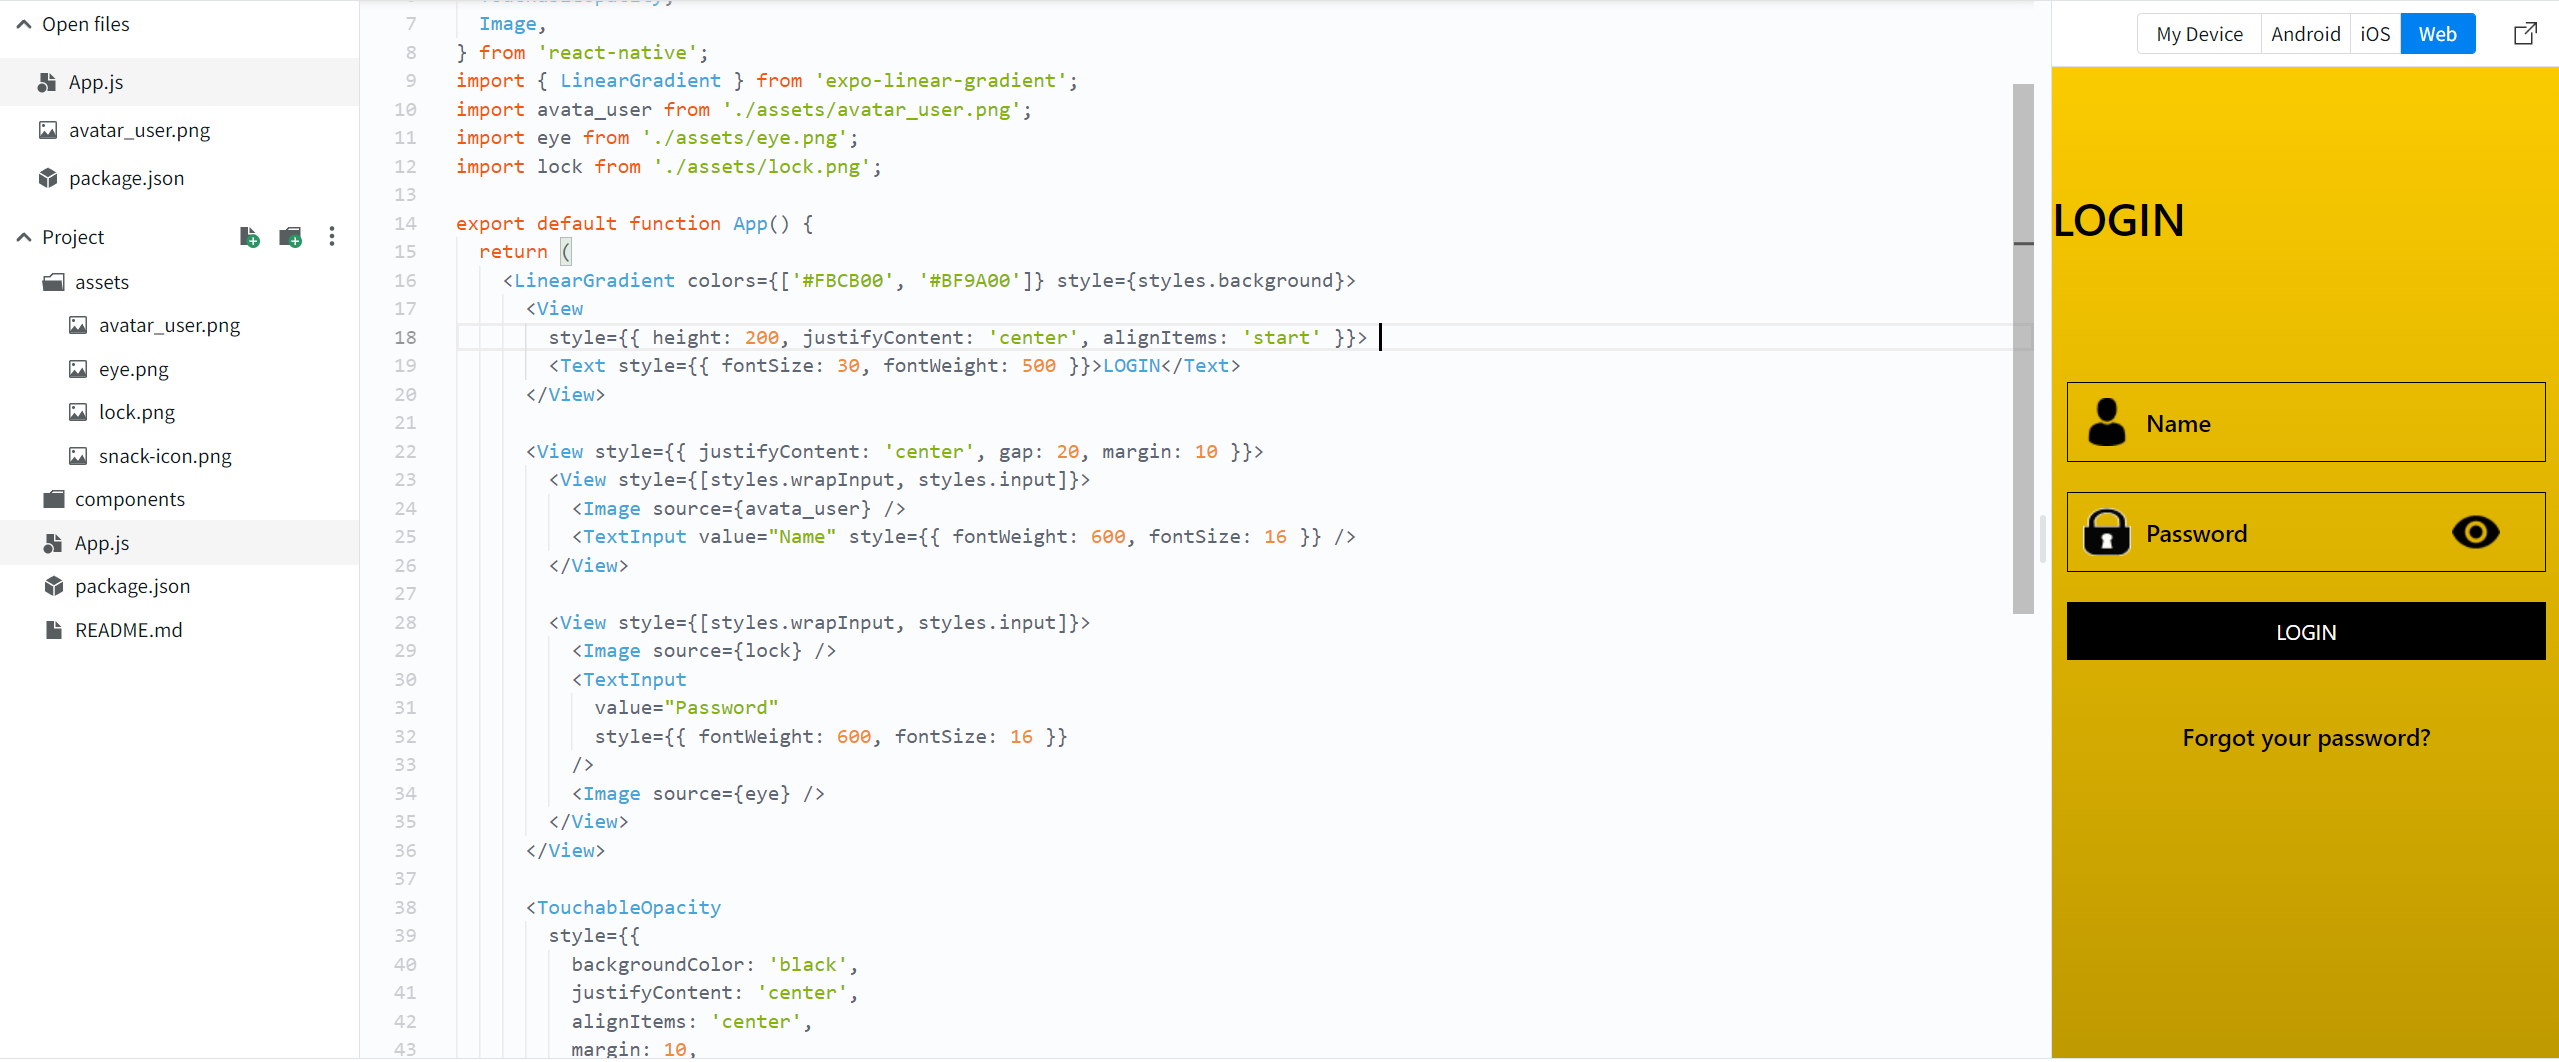 Open files
App.js
avatar_user.png
package.json
Project
assets
avatar_user.png
eye.png
lock.png
snack-icon.png
components
App.js
package.json
README.md
7 Image,
8 } from 'react-native';
9 import { LinearGradient } from 'expo-linear-gradient';
10 import avata_user from './assets/avatar_user.png';
11 import eye from './assets/eye.png';
12 import lock from './assets/lock.png';
13
14 export default function App() {
15 return (
16 <LinearGradient colors={['#FBCB00', '#BF9A00']} style={styles.background}>
17 <View
18 style={{ height: 200, justifyContent: 'center', alignItems: 'start' }}>
19 <Text style={{ fontSize: 30, fontWeight: 500 }}>LOGIN</Text>
20 </View>
21
22 <View style={{ justifyContent: 'center', gap: 20, margin: 10 }}>
23 <View style={[styles.wrapInput, styles.input]}>
24 <Image source={avata_user} />
25 <TextInput value="Name" style={{ fontWeight: 600, fontSize: 16 }} />
26 </View>
27
28 <View style={[styles.wrapInput, styles.input]}>
29 <Image source={lock} />
30 <TextInput
31 value="Password"
32 style={{ fontWeight: 600, fontSize: 16 }}
33 />
34 <Image source={eye} />
35 </View>
36 </View>
37
38 <TouchableOpacity
39 style={{
40 backgroundColor: 'black',
41 justifyContent: 'center',
42 alignItems: 'center',
43 margin: 10,
My Device Android iOS Web
LOGIN
Name
Password
LOGIN
Forgot your password?